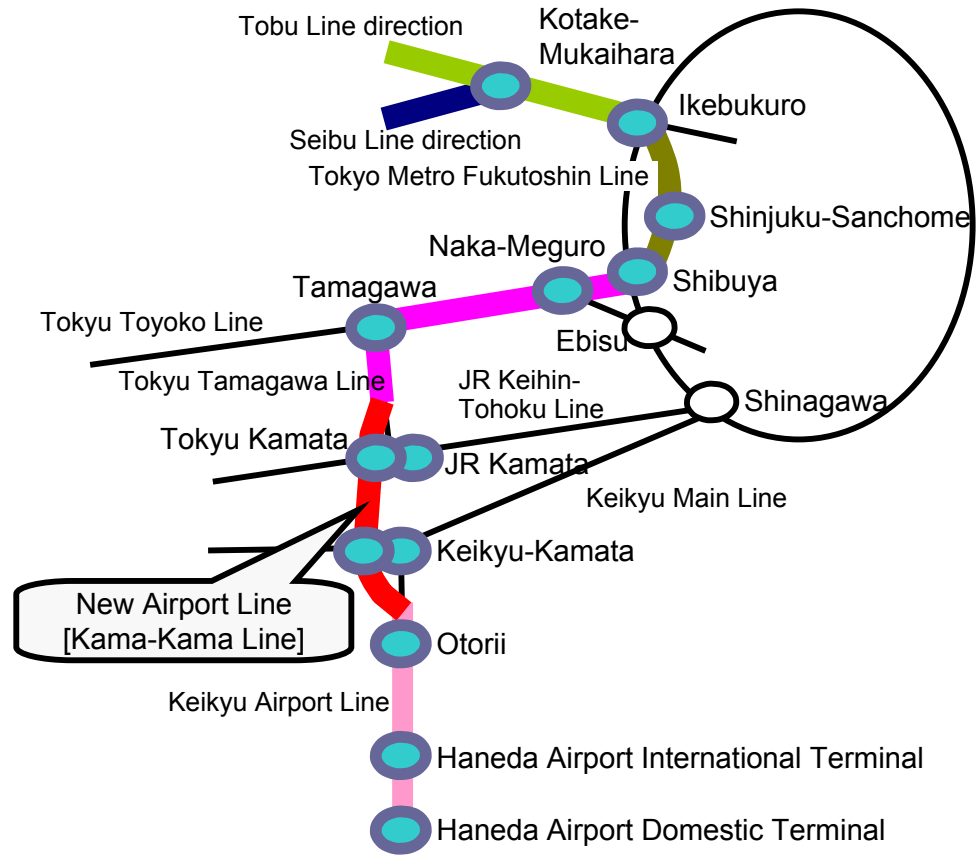 Tobu Line direction
Kotake-
Mukaihara
Ikebukuro
Seibu Line direction
Tokyo Metro Fukutoshin Line
Shinjuku-Sanchome
Naka-Meguro
Shibuya
Tamagawa
Tokyu Toyoko Line
Ebisu
Tokyu Tamagawa Line
JR Keihin-
Tohoku Line
Shinagawa
Tokyu Kamata
JR Kamata
Keikyu Main Line
Keikyu-Kamata
New Airport Line
[Kama-Kama Line]
Otorii
Keikyu Airport Line
Haneda Airport International Terminal
Haneda Airport Domestic Terminal